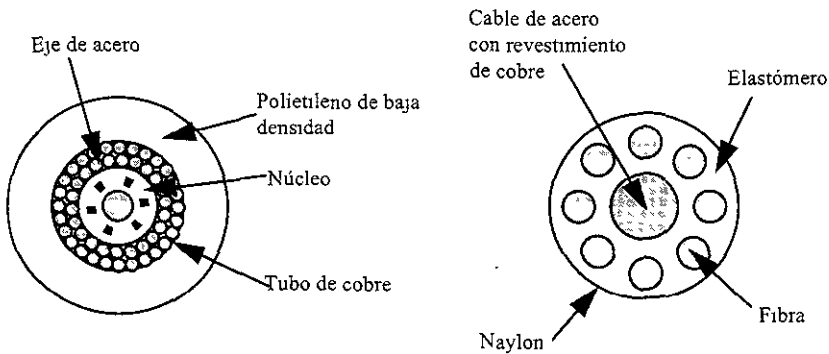 Eje de acero
Polietileno de baja
densidad
Núcleo
Tubo de cobre
Cable de acero
con revestimiento
de cobre
Elastómero
Fibra
Naylon